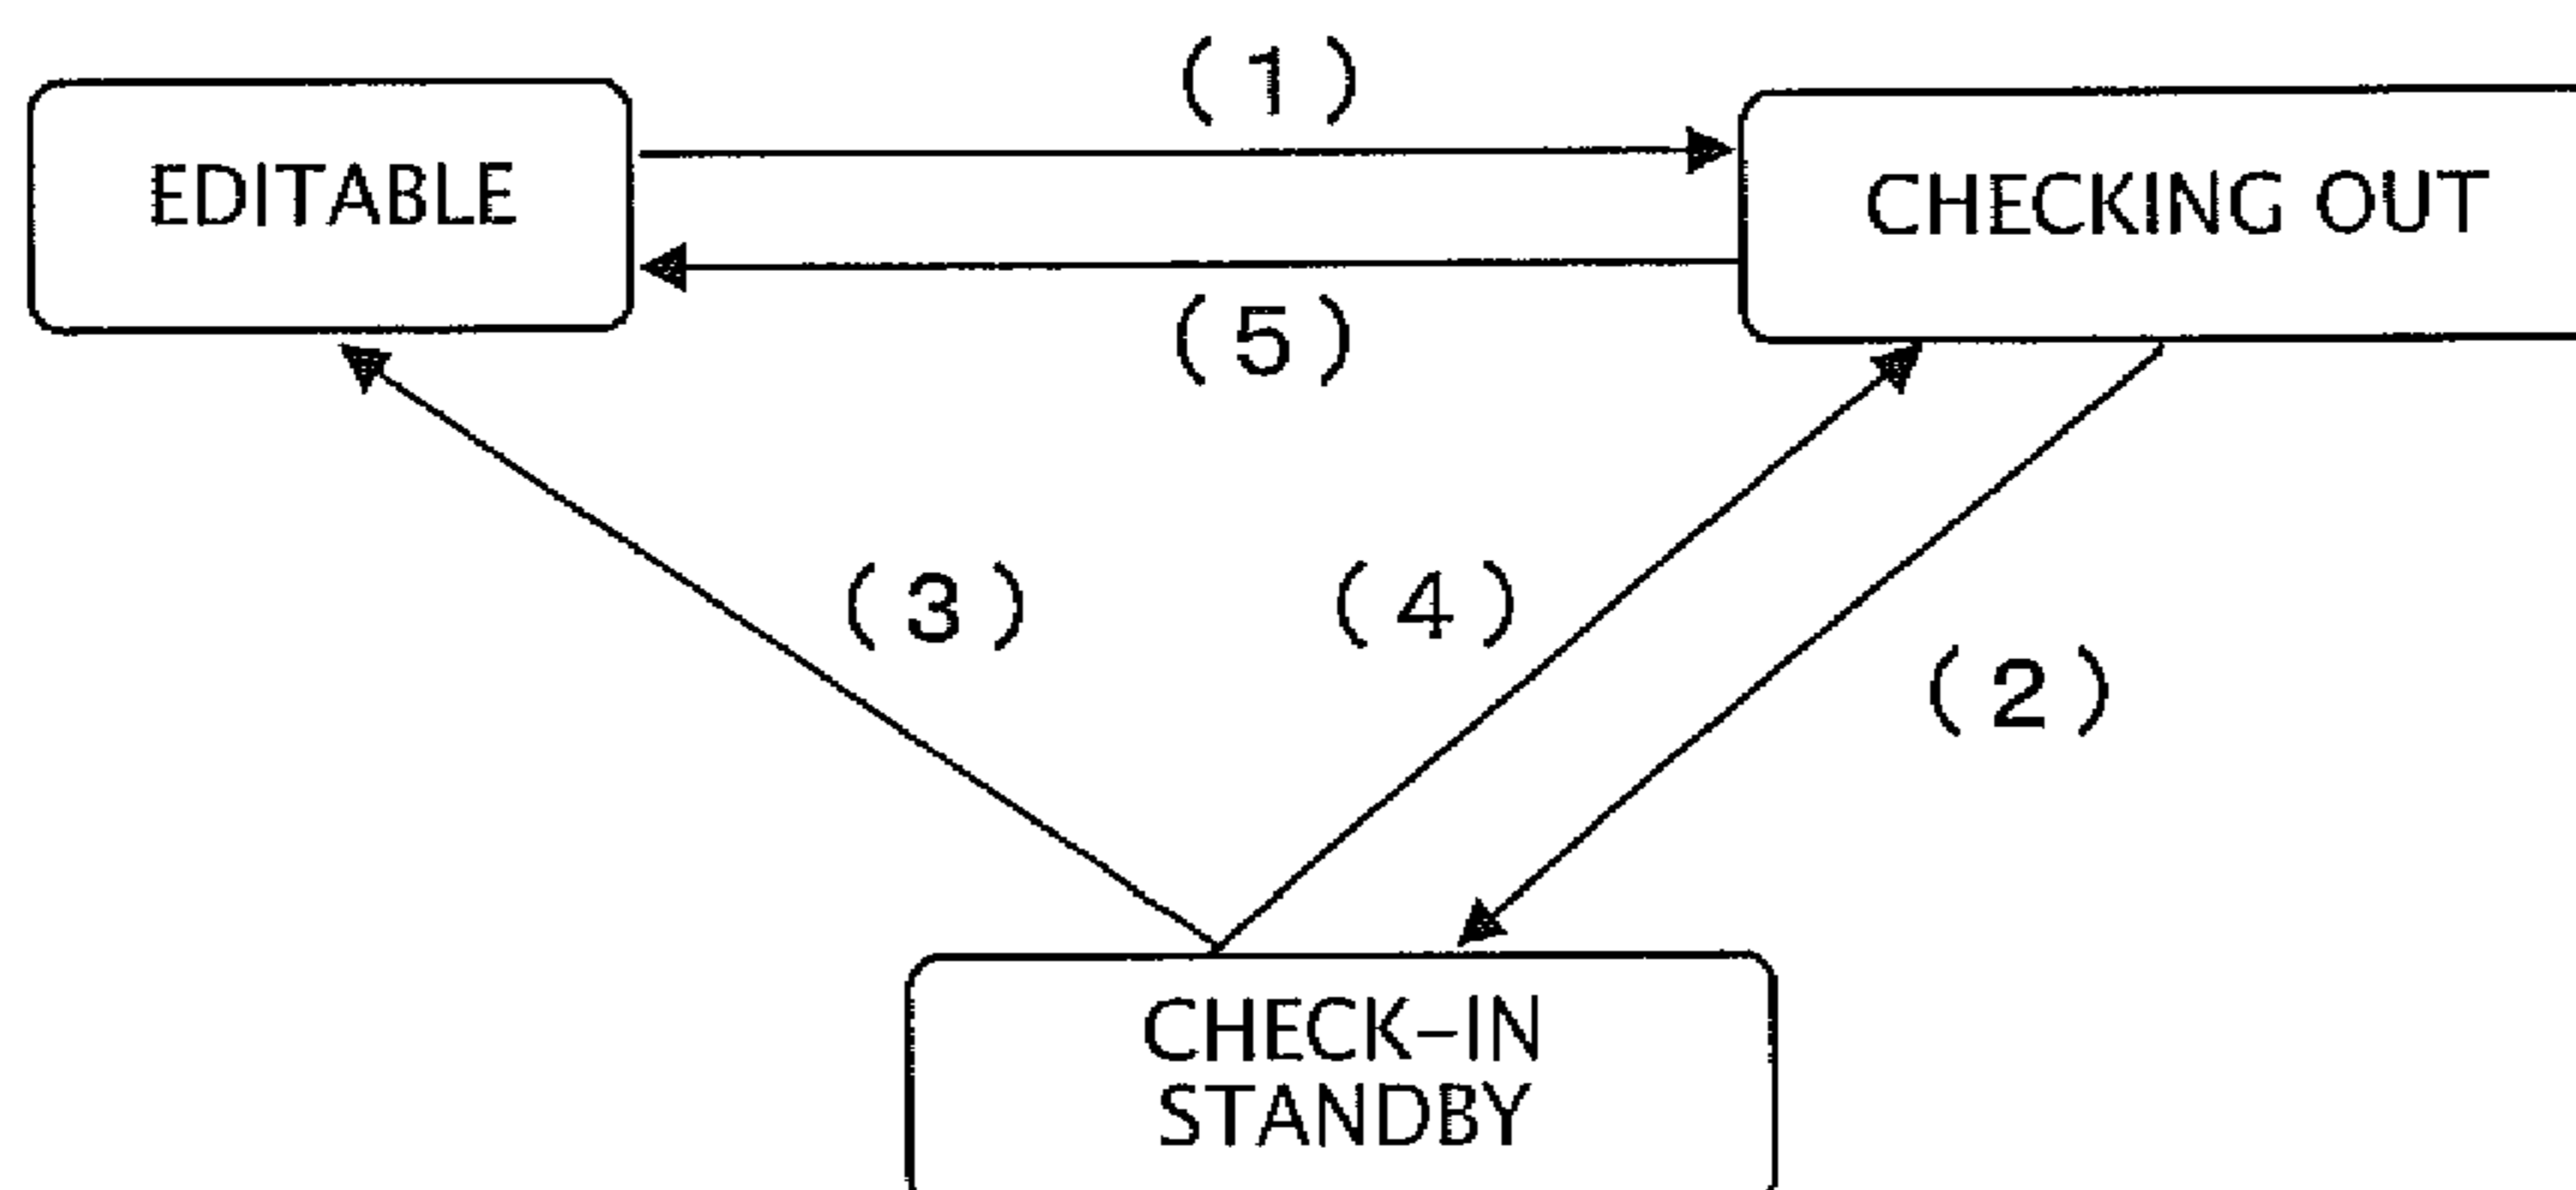 (1)
EDITABLE
CHECKING OUT
(5)
(3)
(4)
(2)
CHECK-IN
STANDBY